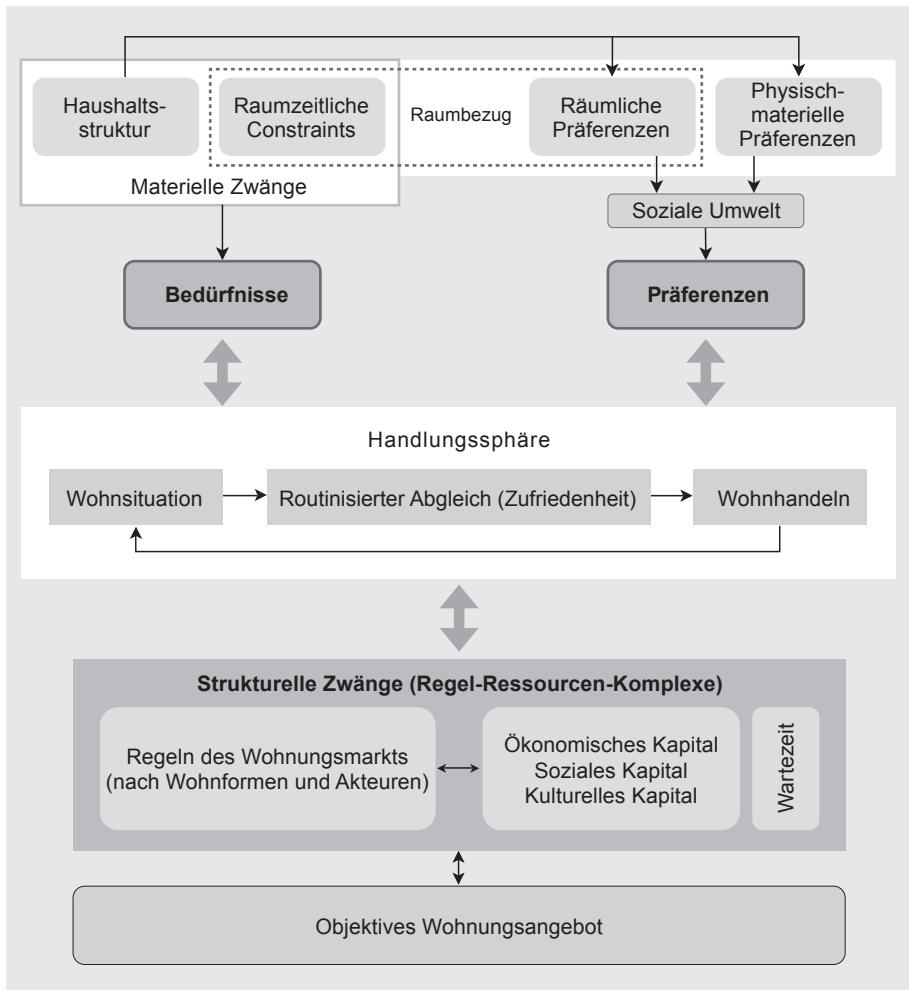 Haushalts-
struktur
Raumzeitliche
Constraints
Raumbezug
Räumliche
Präferenzen
Physisch-
materielle
Präferenzen
Materielle Zwänge
Soziale Umwelt
Bedürfnisse
Präferenzen
Handlungssphäre
Wohnsituation
Routinisierter Abgleich (Zufriedenheit)
Wohnhandeln
Strukturelle Zwänge (Regel-Ressourcen-Komplexe)
Regeln des Wohnungsmarkts
(nach Wohnformen und Akteuren)
Ökonomisches Kapital
Soziales Kapital
Kulturelles Kapital
Wartezeit
Objektives Wohnungsangebot